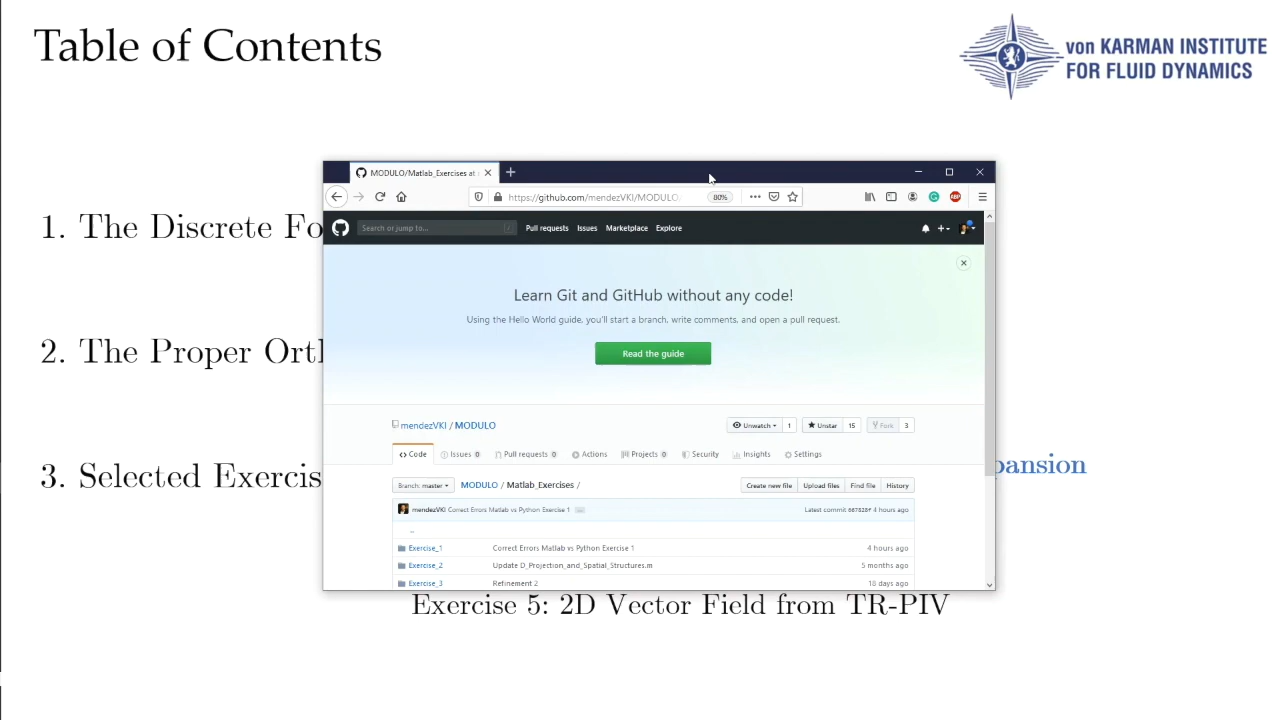 Table of Contents
von KARMAN INSTITUTE
FOR FLUID DYNAMICS
MODULO/Matlab_Exercises at
https://github.com/mendezVKI/MODULO
80%
Search or jump to...
Pull requests Issues Marketplace Explore
Learn Git and GitHub without any code!
Using the Hello World guide, you'll start a branch, write comments, and open a pull request.
Read the guide
mendezVKI / MODULO
Unwatch 1 Unstar 15 Fork 3
Code Issues 0 Pull requests 0 Actions Projects 0 Security Insights Settings
Branch: master MODULO / Matlab_Exercises / Create new file Upload files Find file History
mendezVKI Correct Errors Matlab vs Python Exercise 1 Latest commit 4 hours ago
..
Exercise_1 Correct Errors Matlab vs Python Exercise 1 4 hours ago
Exercise_2 Update D_Projection_and_Spatial_Structures.m 5 months ago
Exercise_3 Refinement 2 18 days ago
1. The Discrete Fo
2. The Proper Ort
3. Selected Exercis
pansion
Exercise 5: 2D Vector Field from TR-PIV